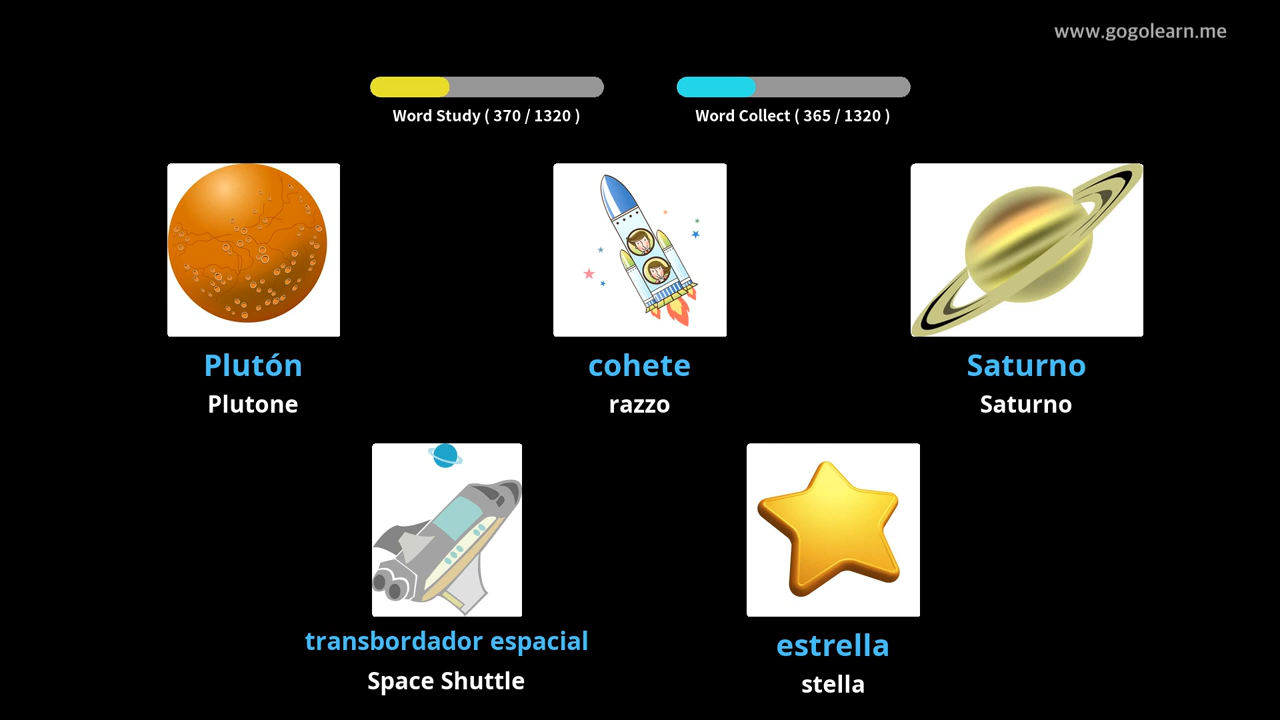 www.gogolearn.me
Word Study ( 370 / 1320 )
Word Collect ( 365 / 1320 )
Plutón
Plutone
cohete
razzo
Saturno
Saturno
transbordador espacial
Space Shuttle
estrella
stella